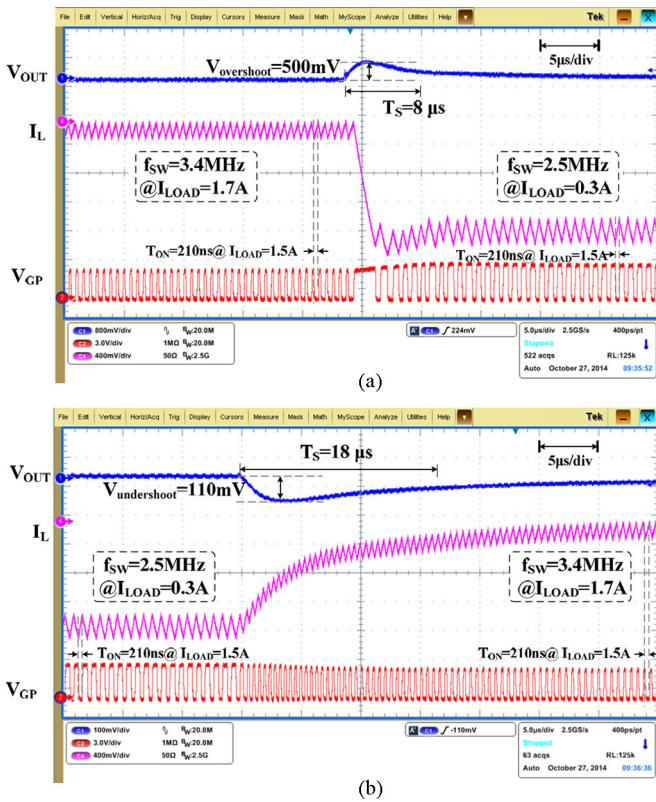 File Edit Vertical Horiz/Acq Trig Display Cursors Measure Mask Math MyScope Analyze Utilities Help Tek
5μs/div
VOUT
Vovershoot=500mV
TS=8 μs
IL
fSW=3.4MHz
@ILOAD=1.7A
fSW=2.5MHz
@ILOAD=0.3A
TON=210ns@ ILOAD=1.5A
TON=210ns@ ILOAD=1.5A
VGP
C1 800mV/div BW:20.0M
C2 3.0V/div 1MΩ BW:20.0M
C4 400mV/div 50Ω BW:2.5G
A' C1 224mV
5.0μs/div 2.5GS/s 400ps/pt
Stopped
522 acqs RL:125k
Auto October 27, 2014 09:35:52
(a)
File Edit Vertical Horiz/Acq Trig Display Cursors Measure Mask Math MyScope Analyze Utilities Help Tek
TS=18 μs
5μs/div
VOUT
Vundershoot=110mV
IL
fSW=2.5MHz
@ILOAD=0.3A
fSW=3.4MHz
@ILOAD=1.7A
TON=210ns@ ILOAD=1.5A
TON=210ns@ ILOAD=1.5A
VGP
C1 100mV/div BW:20.0M
C2 3.0V/div 1MΩ BW:20.0M
C4 400mV/div 50Ω BW:2.5G
A' C1 -110mV
5.0μs/div 2.5GS/s 400ps/pt
Stopped
63 acqs RL:125k
Auto October 27, 2014 09:36:36
(b)